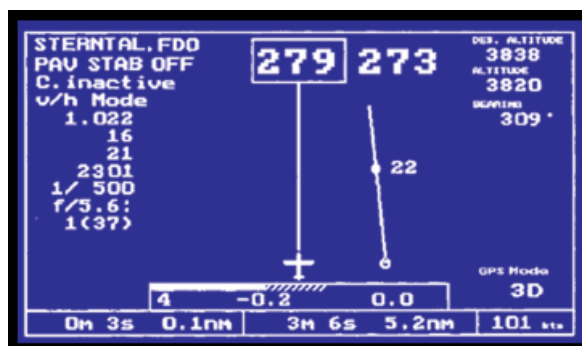 STERNTAL.FDO
PAV STAB OFF
C.inactive
v/h Mode
1.022
16
21
2301
1/ 500
f/5.6:
1(37)
279 273
22
DES. ALTITUDE
3838
ALTITUDE
3820
BEARING
309°
GPS Mode
3D
4 -0.2 0.0
0m 3s 0.1nm 3m 6s 5.2nm 101 kts